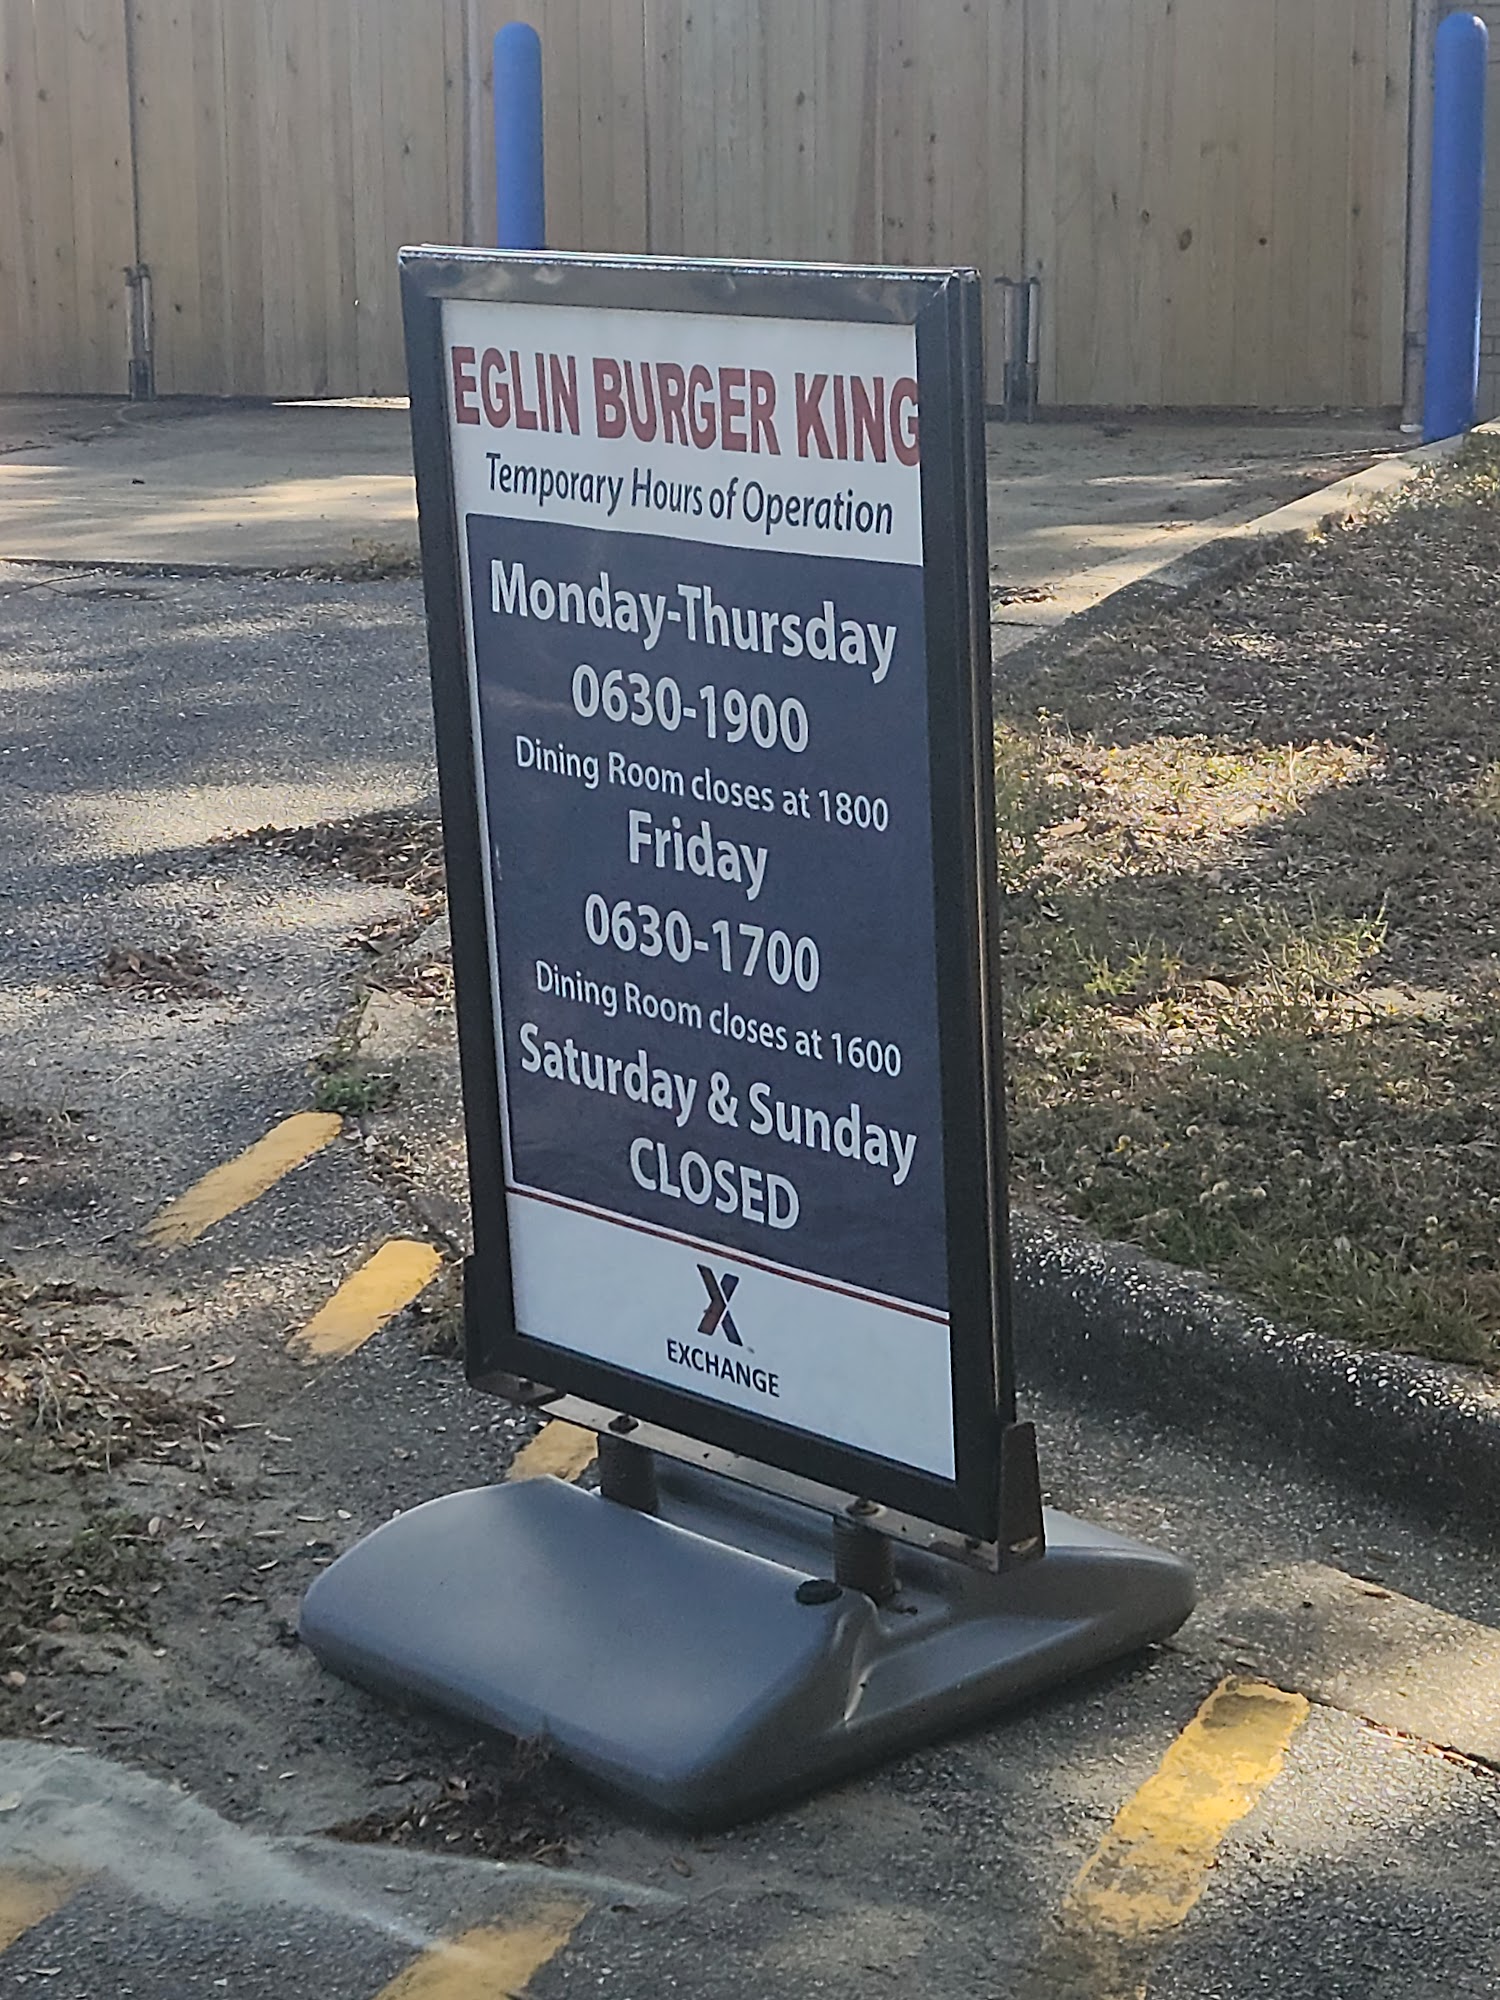 EGLIN BURGER KING
Temporary Hours of Operation
Monday-Thursday
0630-1900
Dining Room closes at 1800
Friday
0630-1700
Dining Room closes at 1600
Saturday & Sunday
CLOSED
X
EXCHANGE